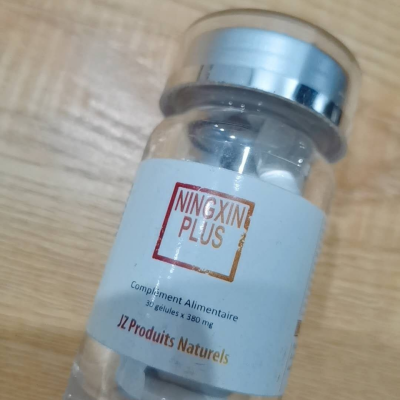 NINGXIN
PLUS
Complément Alimentaire
30 gélules x 380 mg
JZ Produits Naturels